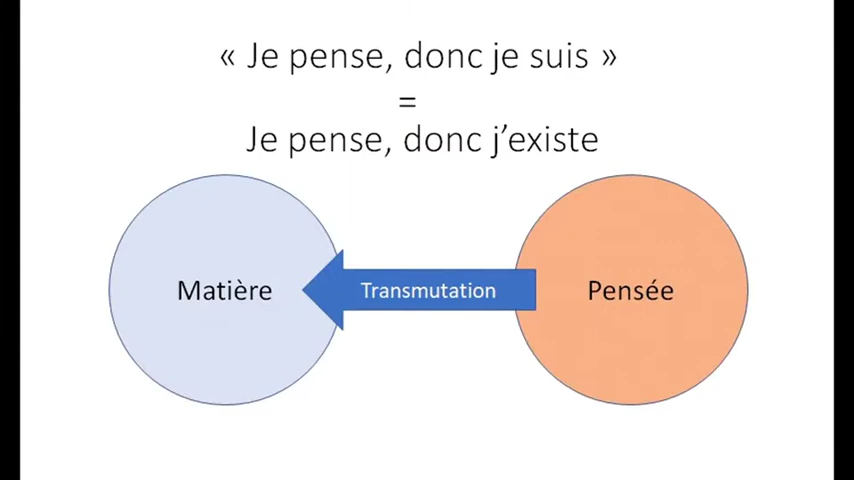 « Je pense, donc je suis »
=
Je pense, donc j’existe
Matière
Transmutation
Pensée